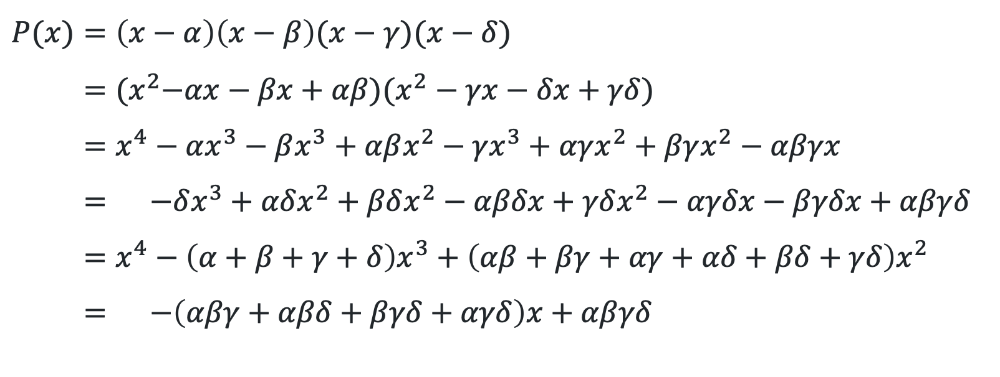 P(x) = (x − α)(x − β)(x − γ)(x − δ)
= (x²−αx − βx + αβ)(x² − γx − δx + γδ)
= x⁴ − αx³ − βx³ + αβx² − γx³ + αγx² + βγx² − αβγx
= −δx³ + αδx² + βδx² − αβδx + γδx² − αγδx − βγδx + αβγδ
= x⁴ − (α + β + γ + δ)x³ + (αβ + βγ + αγ + αδ + βδ + γδ)x²
= −(αβγ + αβδ + βγδ + αγδ)x + αβγδ